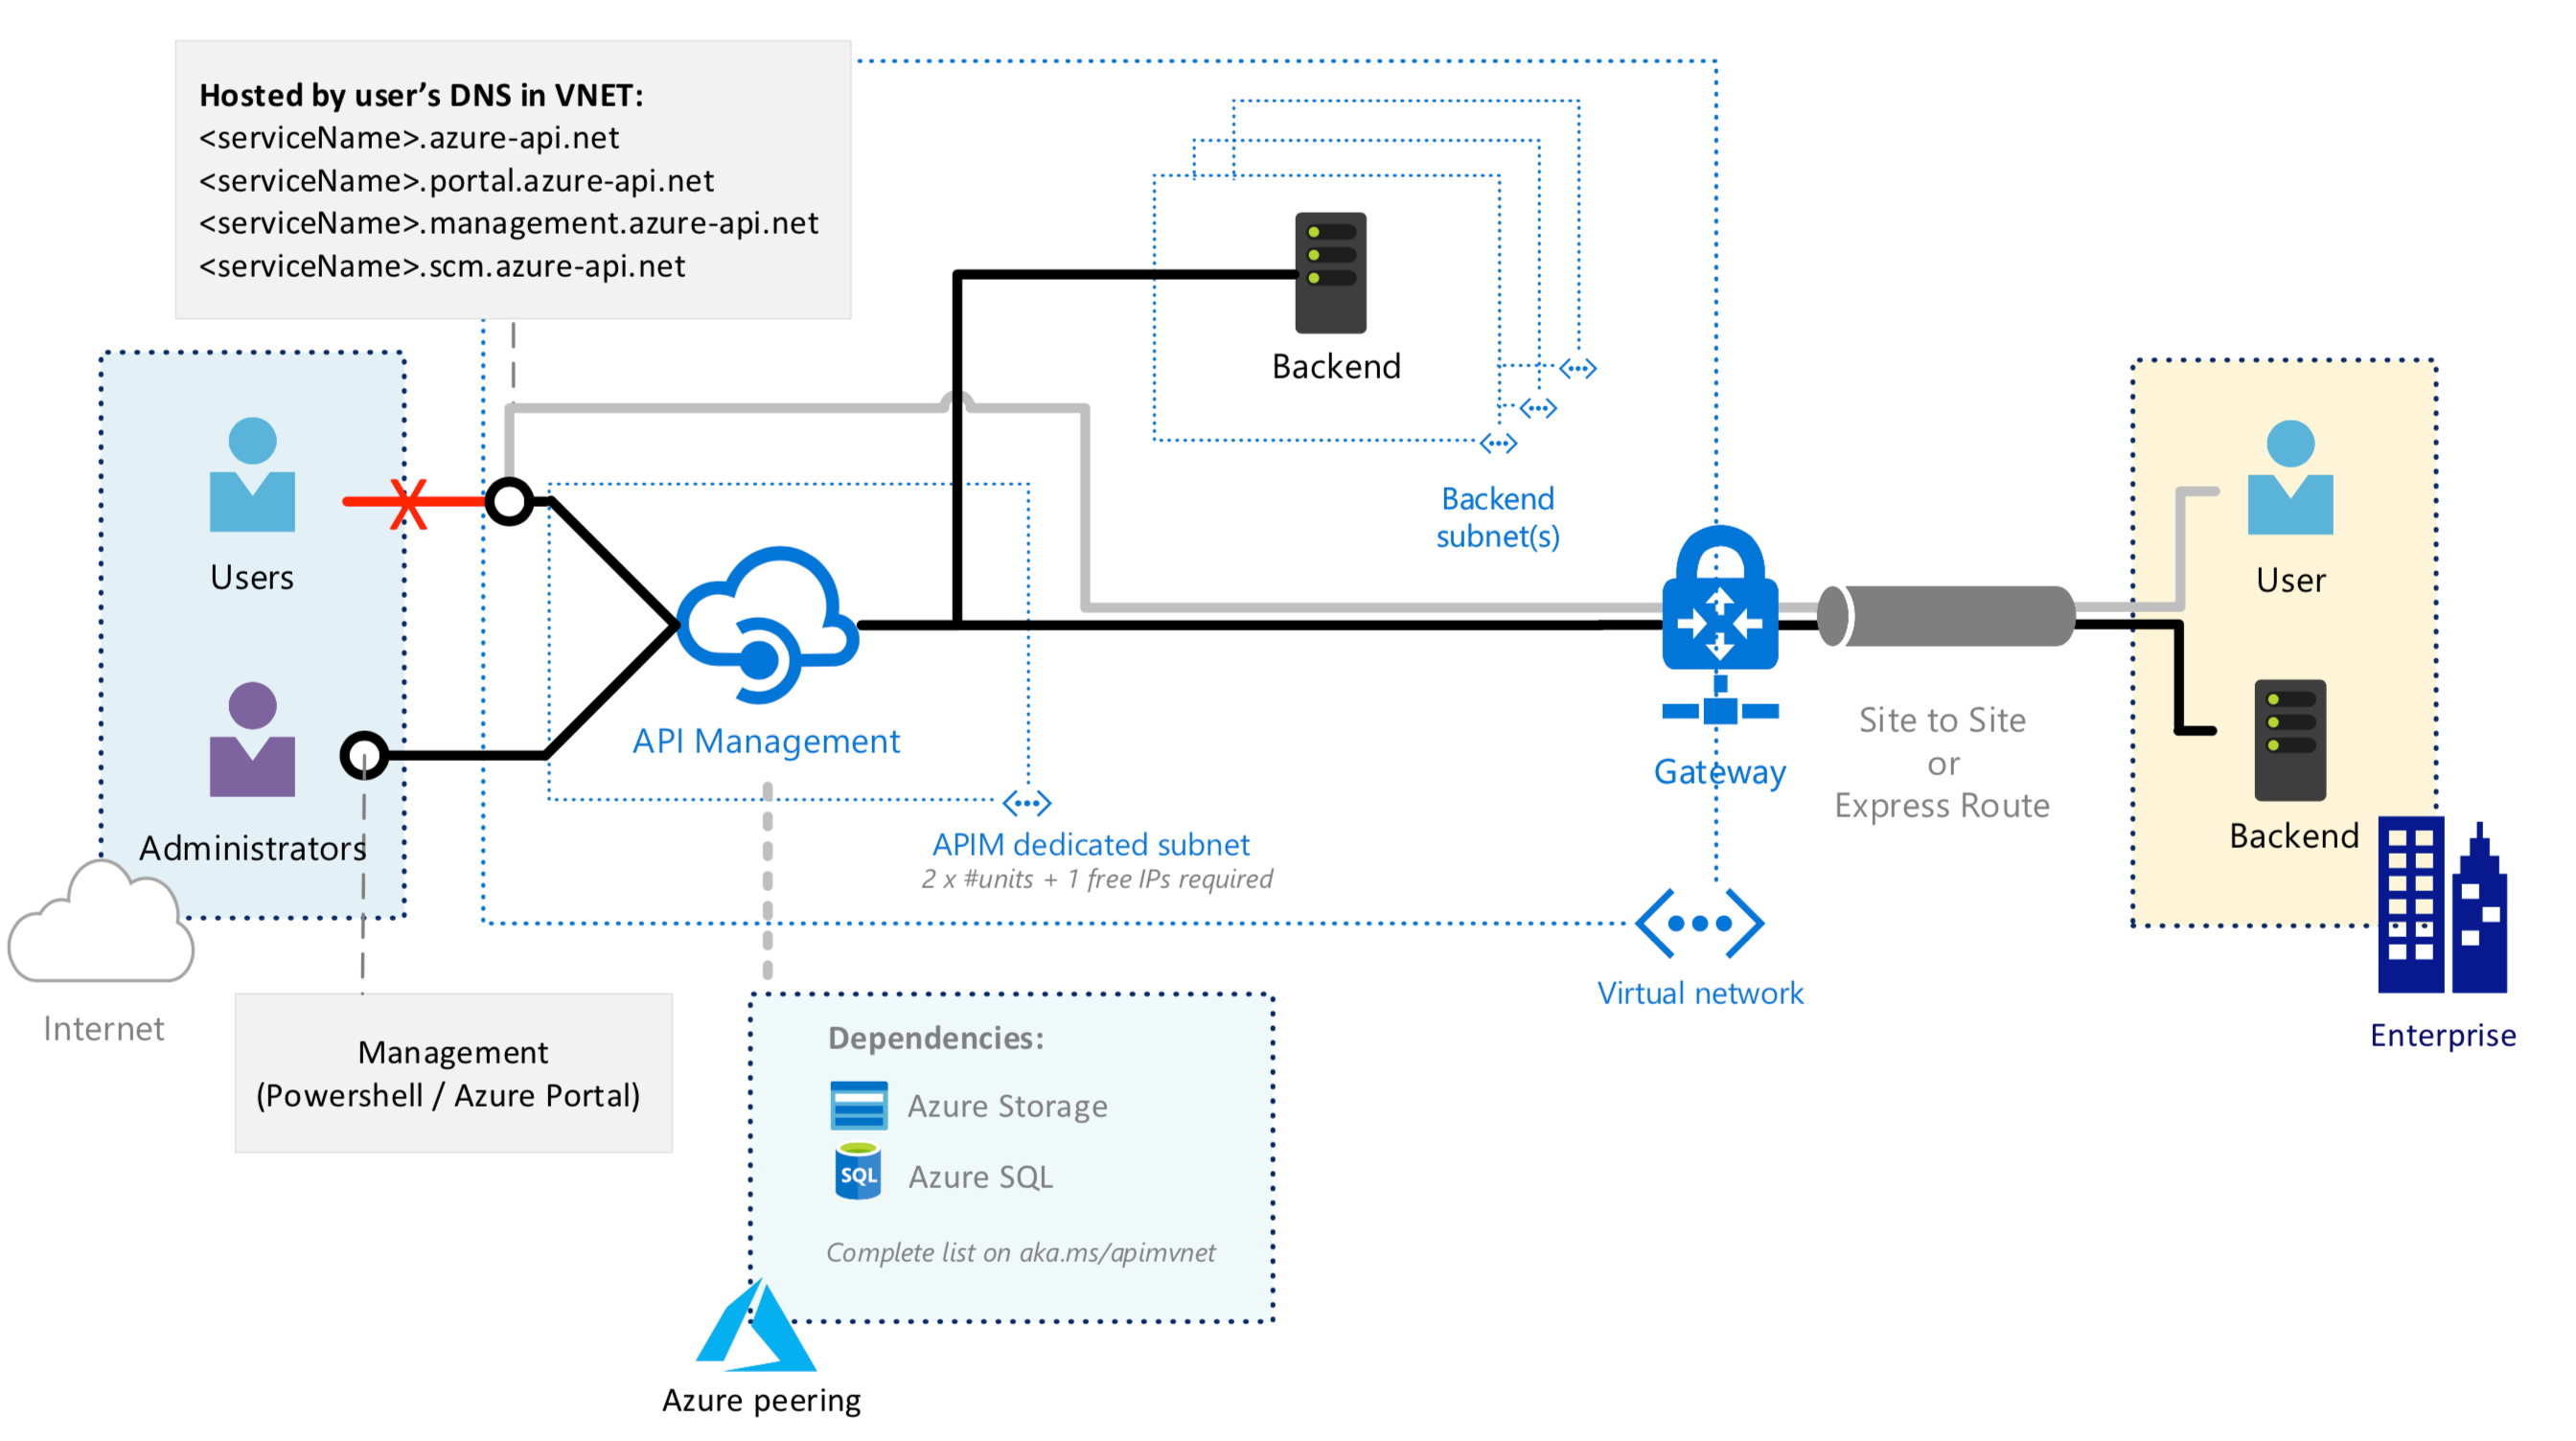 Hosted by user’s DNS in VNET:
<serviceName>.azure-api.net
<serviceName>.portal.azure-api.net
<serviceName>.management.azure-api.net
<serviceName>.scm.azure-api.net
Backend
Backend
subnet(s)
Users
User
API Management
Administrators
APIM dedicated subnet
2 x #units + 1 free IPs required
Gateway
Site to Site
or
Express Route
Backend
Internet
Virtual network
Enterprise
Management
(Powershell / Azure Portal)
Dependencies:
Azure Storage
SQL
Azure SQL
Complete list on aka.ms/apimvnet
Azure peering